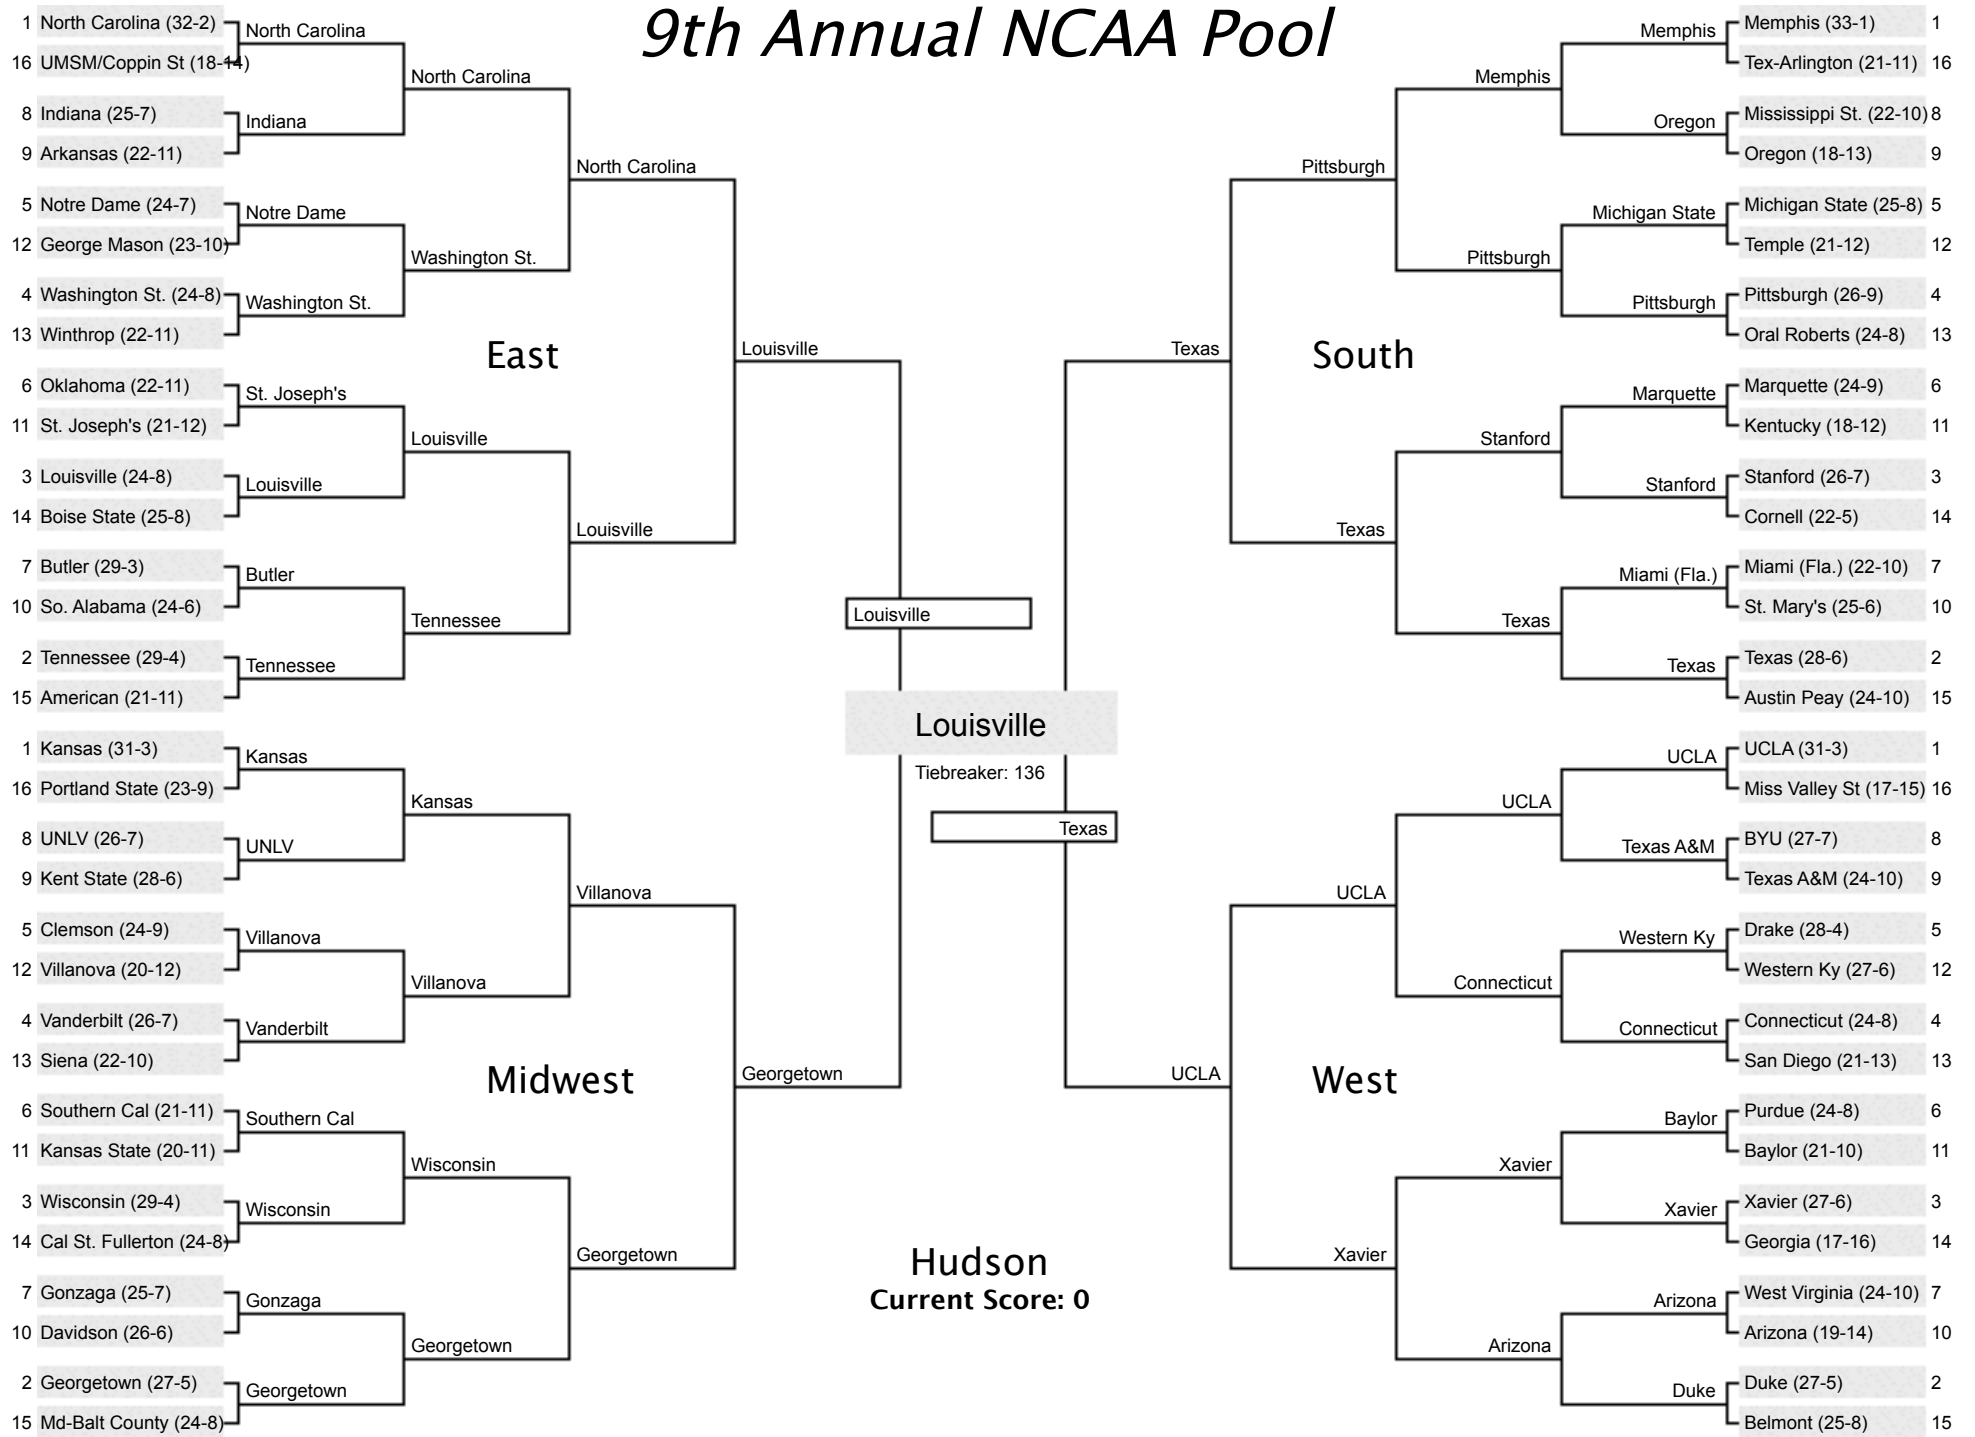 9th Annual NCAA Pool
1 North Carolina (32-2)
16 UMSM/Coppin St (18-14)
8 Indiana (25-7)
9 Arkansas (22-11)
5 Notre Dame (24-7)
12 George Mason (23-10)
4 Washington St. (24-8)
13 Winthrop (22-11)
6 Oklahoma (22-11)
11 St. Joseph's (21-12)
3 Louisville (24-8)
14 Boise State (25-8)
7 Butler (29-3)
10 So. Alabama (24-6)
2 Tennessee (29-4)
15 American (21-11)
North Carolina
Indiana
Notre Dame
Washington St.
St. Joseph's
Louisville
Butler
Tennessee
North Carolina
Washington St.
Louisville
Tennessee
North Carolina
Louisville
East
Louisville
1 Kansas (31-3)
16 Portland State (23-9)
8 UNLV (26-7)
9 Kent State (28-6)
5 Clemson (24-9)
12 Villanova (20-12)
4 Vanderbilt (26-7)
13 Siena (22-10)
6 Southern Cal (21-11)
11 Kansas State (20-11)
3 Wisconsin (29-4)
14 Cal St. Fullerton (24-8)
7 Gonzaga (25-7)
10 Davidson (26-6)
2 Georgetown (27-5)
15 Md-Balt County (24-8)
Kansas
UNLV
Villanova
Vanderbilt
Southern Cal
Wisconsin
Gonzaga
Georgetown
Kansas
Villanova
Wisconsin
Georgetown
Villanova
Georgetown
Midwest
Georgetown
Louisville
Louisville
Tiebreaker: 136
Texas
Hudson
Current Score: 0
Memphis (33-1) 1
Tex-Arlington (21-11) 16
Mississippi St. (22-10) 8
Oregon (18-13) 9
Michigan State (25-8) 5
Temple (21-12) 12
Pittsburgh (26-9) 4
Oral Roberts (24-8) 13
Marquette (24-9) 6
Kentucky (18-12) 11
Stanford (26-7) 3
Cornell (22-5) 14
Miami (Fla.) (22-10) 7
St. Mary's (25-6) 10
Texas (28-6) 2
Austin Peay (24-10) 15
Memphis
Oregon
Michigan State
Pittsburgh
Marquette
Stanford
Miami (Fla.)
Texas
Memphis
Pittsburgh
Stanford
Texas
Pittsburgh
Texas
South
Texas
UCLA (31-3) 1
Miss Valley St (17-15) 16
BYU (27-7) 8
Texas A&M (24-10) 9
Drake (28-4) 5
Western Ky (27-6) 12
Connecticut (24-8) 4
San Diego (21-13) 13
Purdue (24-8) 6
Baylor (21-10) 11
Xavier (27-6) 3
Georgia (17-16) 14
West Virginia (24-10) 7
Arizona (19-14) 10
Duke (27-5) 2
Belmont (25-8) 15
UCLA
Texas A&M
Western Ky
Connecticut
Baylor
Xavier
Arizona
Duke
UCLA
Connecticut
Xavier
Arizona
UCLA
Xavier
West
UCLA